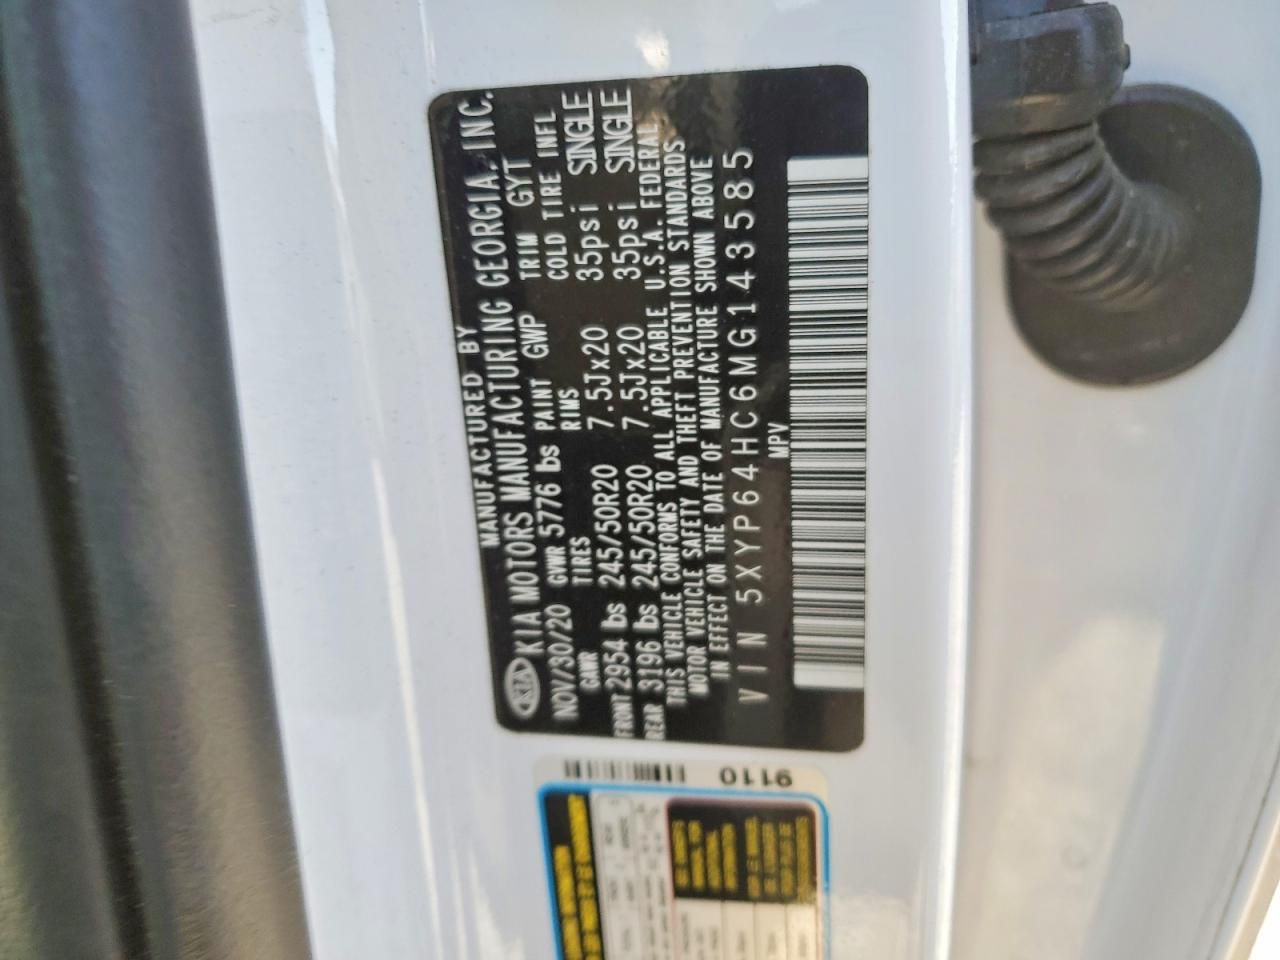 MANUFACTURED BY
KIA KIA MOTORS MANUFACTURING GEORGIA, INC.
NOV/30/20 GVWR 5776 lbs PAINT GWP TRIM GYT
GAWR TIRES RIMS COLD TIRE INFL
FRONT 2954 lbs 245/50R20 7.5Jx20 35psi SINGLE
REAR 3196 lbs 245/50R20 7.5Jx20 35psi SINGLE
THIS VEHICLE CONFORMS TO ALL APPLICABLE U.S.A. FEDERAL
MOTOR VEHICLE SAFETY AND THEFT PREVENTION STANDARDS
IN EFFECT ON THE DATE OF MANUFACTURE SHOWN ABOVE
VIN 5XYP64HC6MG143585
MPV
9110